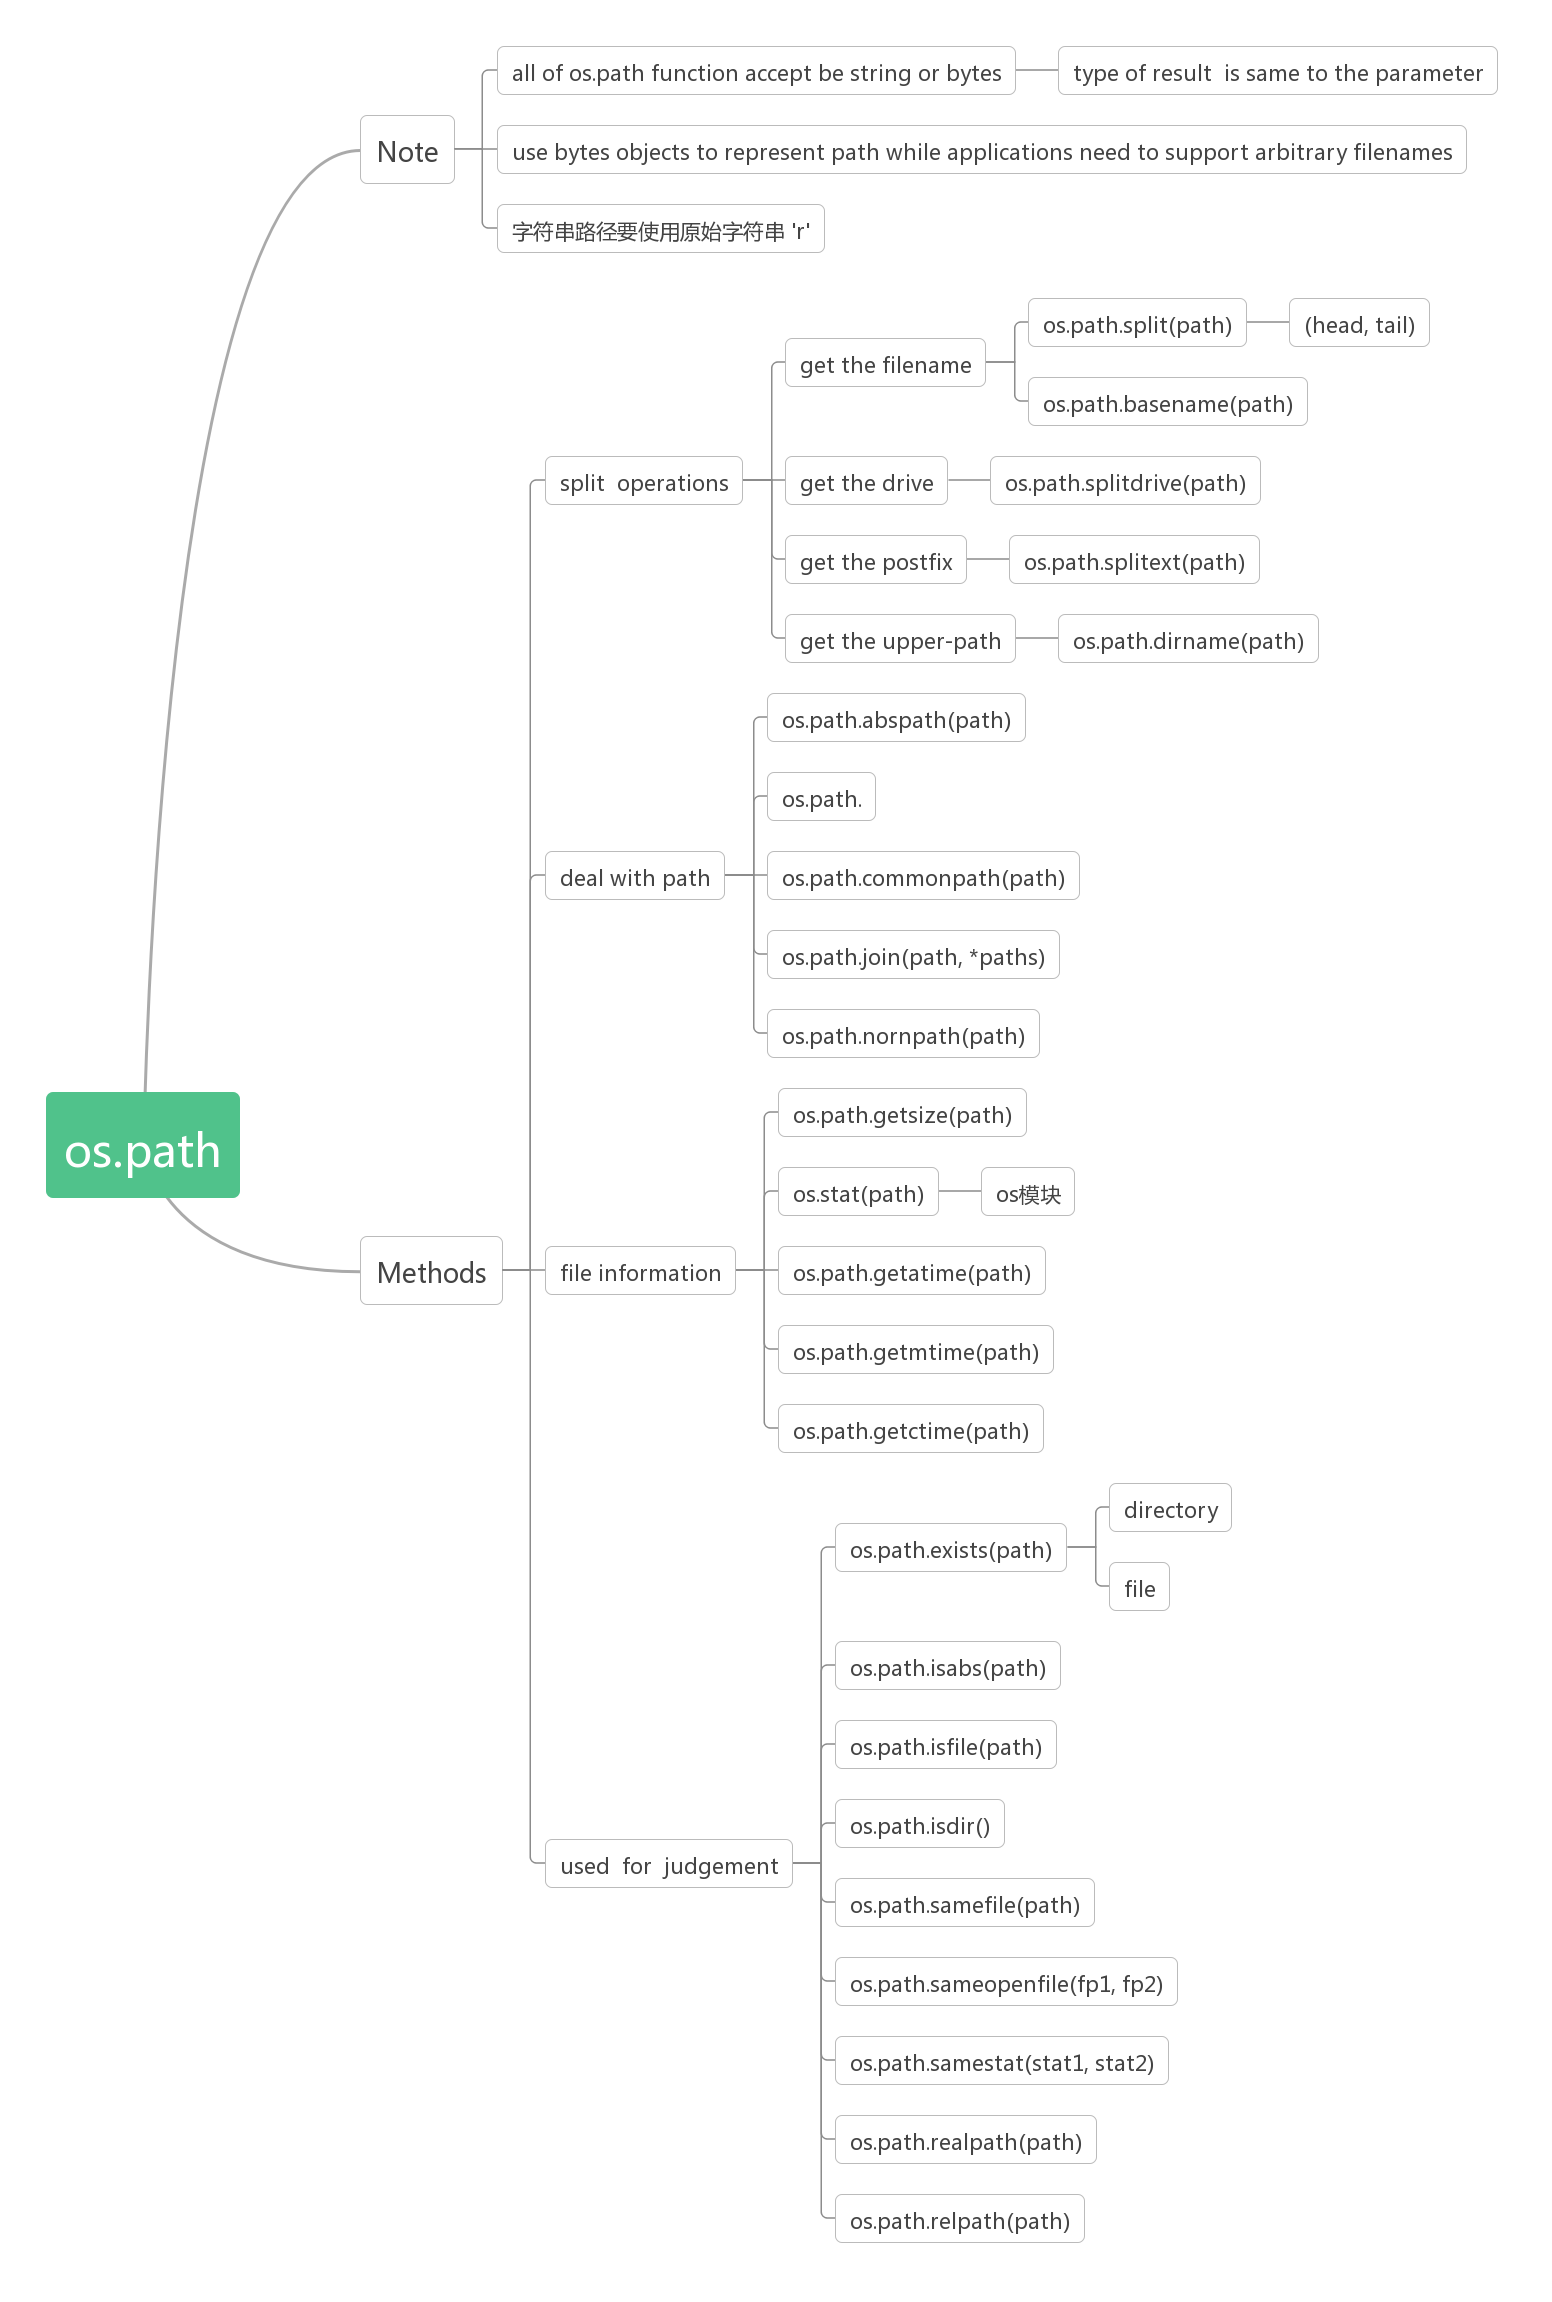 all of os.path function accept be string or bytes
type of result  is same to the parameter
Note
use bytes objects to represent path while applications need to support arbitrary filenames
字符串路径要使用原始字符串 'r'
os.path.split(path)
(head, tail)
get the filename
os.path.basename(path)
split  operations
get the drive
os.path.splitdrive(path)
get the postfix
os.path.splitext(path)
get the upper-path
os.path.dirname(path)
os.path.abspath(path)
os.path.
deal with path
os.path.commonpath(path)
os.path.join(path, *paths)
os.path.nornpath(path)
os.path
os.path.getsize(path)
os.stat(path)
os模块
Methods
file information
os.path.getatime(path)
os.path.getmtime(path)
os.path.getctime(path)
directory
os.path.exists(path)
file
os.path.isabs(path)
os.path.isfile(path)
os.path.isdir()
used  for  judgement
os.path.samefile(path)
os.path.sameopenfile(fp1, fp2)
os.path.samestat(stat1, stat2)
os.path.realpath(path)
os.path.relpath(path)